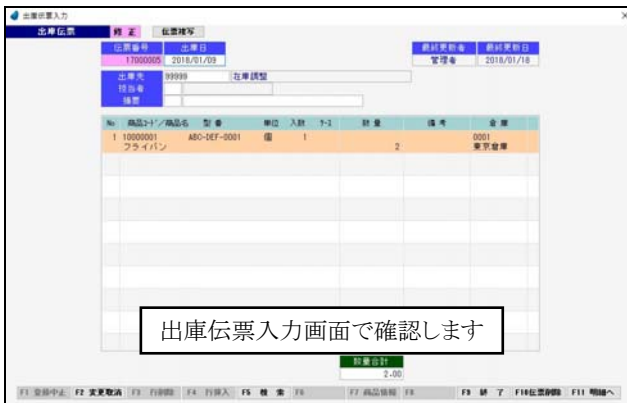 出庫伝票入力
出庫伝票 修 正 伝票複写
伝票番号 出庫日 最終更新者 最終更新日
17000005 2018/01/09 管理者 2018/01/18
出庫先 99999 在庫調整
担当者
摘要
No 商品コード/商品名 型 番 単位 入数 ケース 数 量 備 考 倉 庫
1 10000001 ABC-DEF-0001 個 1 0001
フライパン 2 東京倉庫
出庫伝票入力画面で確認します
数量合計
2.00
F1 登録中止 F2 変更取消 F3 行削除 F4 行挿入 F5 検 索 F6 F7 商品情報 F8 F9 終 了 F10伝票削除 F11 明細へ